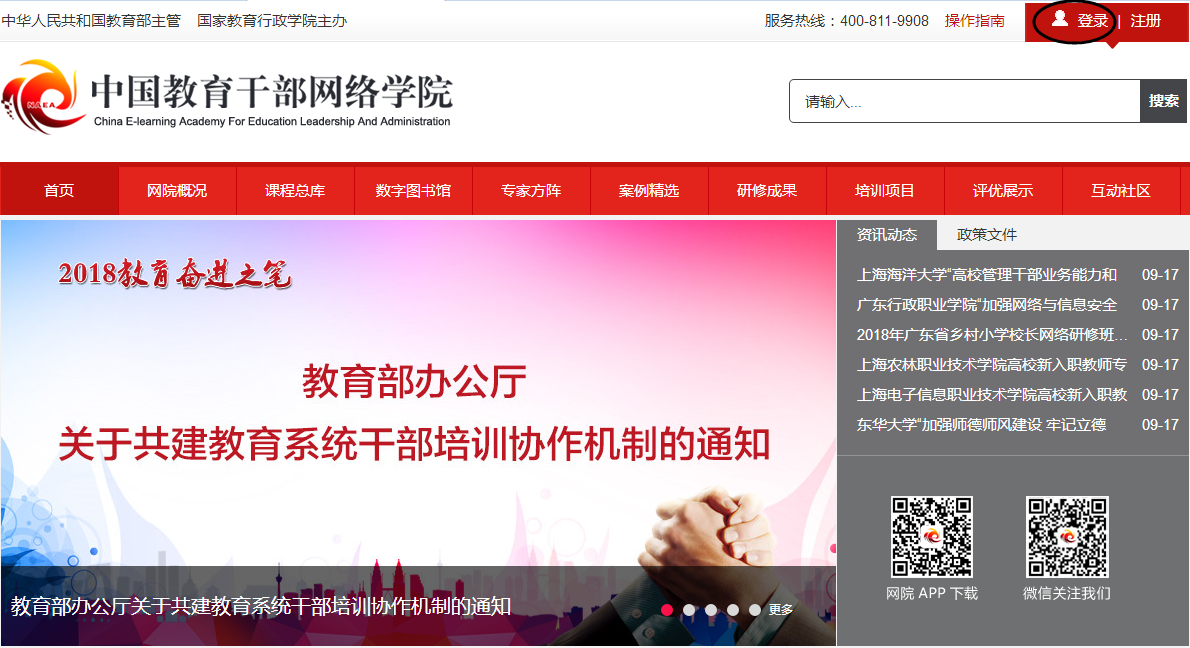 中华人民共和国教育部主管 国家教育行政学院主办
服务热线：400-811-9908 操作指南
登录 | 注册
NAEA
中国教育干部网络学院
China E-learning Academy For Education Leadership And Administration
请输入...
搜索
首页
网院概况
课程总库
数字图书馆
专家方阵
案例精选
研修成果
培训项目
评优展示
互动社区
2018教育奋进之笔
教育部办公厅
关于共建教育系统干部培训协作机制的通知
教育部办公厅关于共建教育系统干部培训协作机制的通知
更多
资讯动态
政策文件
上海海洋大学“高校管理干部业务能力和 09-17
广东行政职业学院“加强网络与信息安全 09-17
2018年广东省乡村小学校长网络研修班... 09-17
上海农林职业技术学院高校新入职教师专 09-17
上海电子信息职业技术学院高校新入职教 09-17
东华大学“加强师德师风建设 牢记立德 09-17
网院 APP 下载
微信关注我们